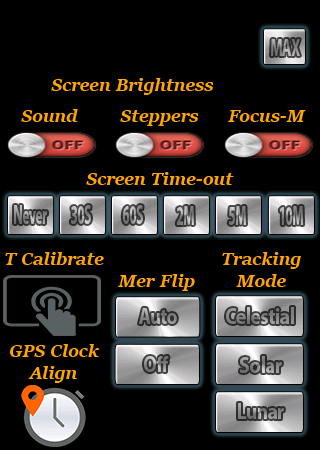 MAX
Screen Brightness
Sound Steppers Focus-M
OFF OFF OFF
Screen Time-out
Never 30S 60S 2M 5M 10M
T Calibrate
Mer Flip
Auto
Off
Tracking
Mode
Celestial
Solar
Lunar
GPS Clock
Align